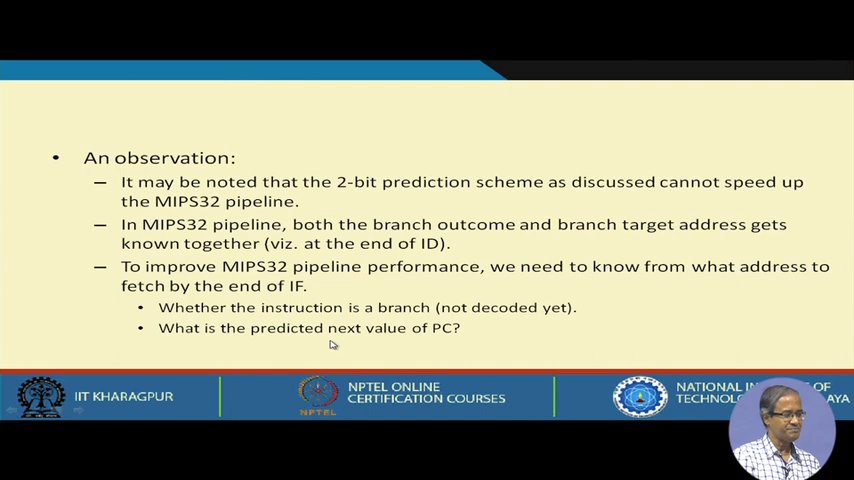 • An observation:
– It may be noted that the 2-bit prediction scheme as discussed cannot speed up
the MIPS32 pipeline.
– In MIPS32 pipeline, both the branch outcome and branch target address gets
known together (viz. at the end of ID).
– To improve MIPS32 pipeline performance, we need to know from what address to
fetch by the end of IF.
• Whether the instruction is a branch (not decoded yet).
• What is the predicted next value of PC?
IIT KHARAGPUR
NPTEL
NPTEL ONLINE
CERTIFICATION COURSES
NATIONAL OF
AYA